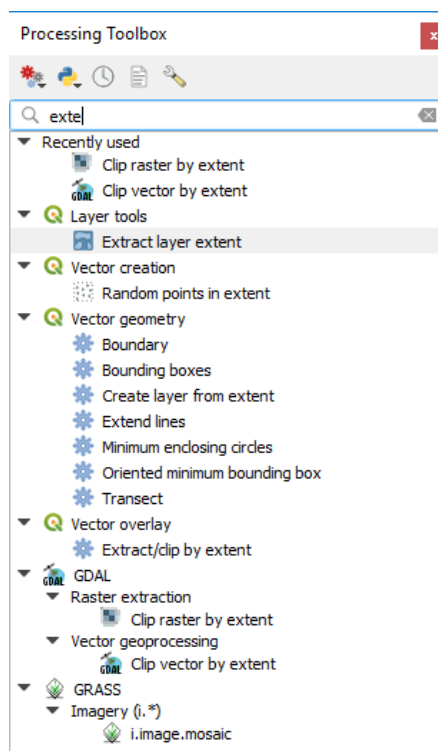 Processing Toolbox
x
exte
Recently used
Clip raster by extent
GDAL Clip vector by extent
Layer tools
Extract layer extent
Vector creation
Random points in extent
Vector geometry
Boundary
Bounding boxes
Create layer from extent
Extend lines
Minimum enclosing circles
Oriented minimum bounding box
Transect
Vector overlay
Extract/clip by extent
GDAL GDAL
Raster extraction
Clip raster by extent
Vector geoprocessing
GDAL Clip vector by extent
GRASS
Imagery (i.*)
i.image.mosaic